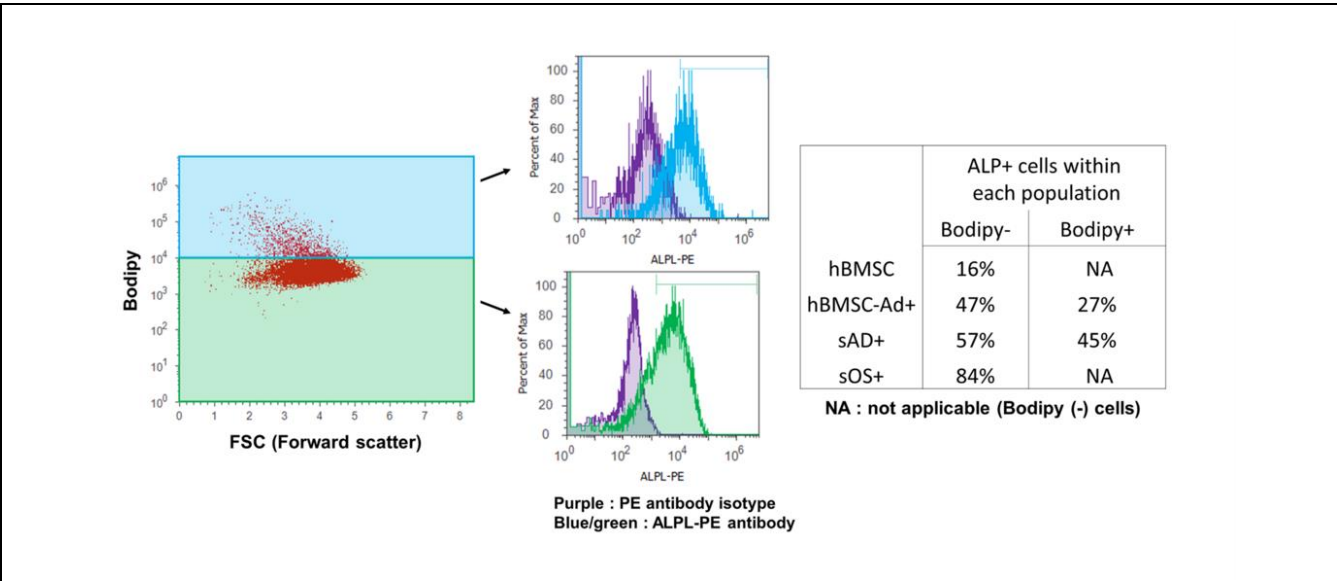 Bodipy
10⁶
10⁵
10⁴
10³
10²
10¹
10⁰
0 1 2 3 4 5 6 7 8
FSC (Forward scatter)
Percent of Max
100
80
60
40
20
0
10⁰ 10² 10⁴ 10⁶
ALPL-PE
Percent of Max
100
80
60
40
20
0
10⁰ 10² 10⁴ 10⁶
ALPL-PE
Purple : PE antibody isotype
Blue/green : ALPL-PE antibody
ALP+ cells within
each population
Bodipy- Bodipy+
hBMSC 16% NA
hBMSC-Ad+ 47% 27%
sAD+ 57% 45%
sOS+ 84% NA
NA : not applicable (Bodipy (-) cells)